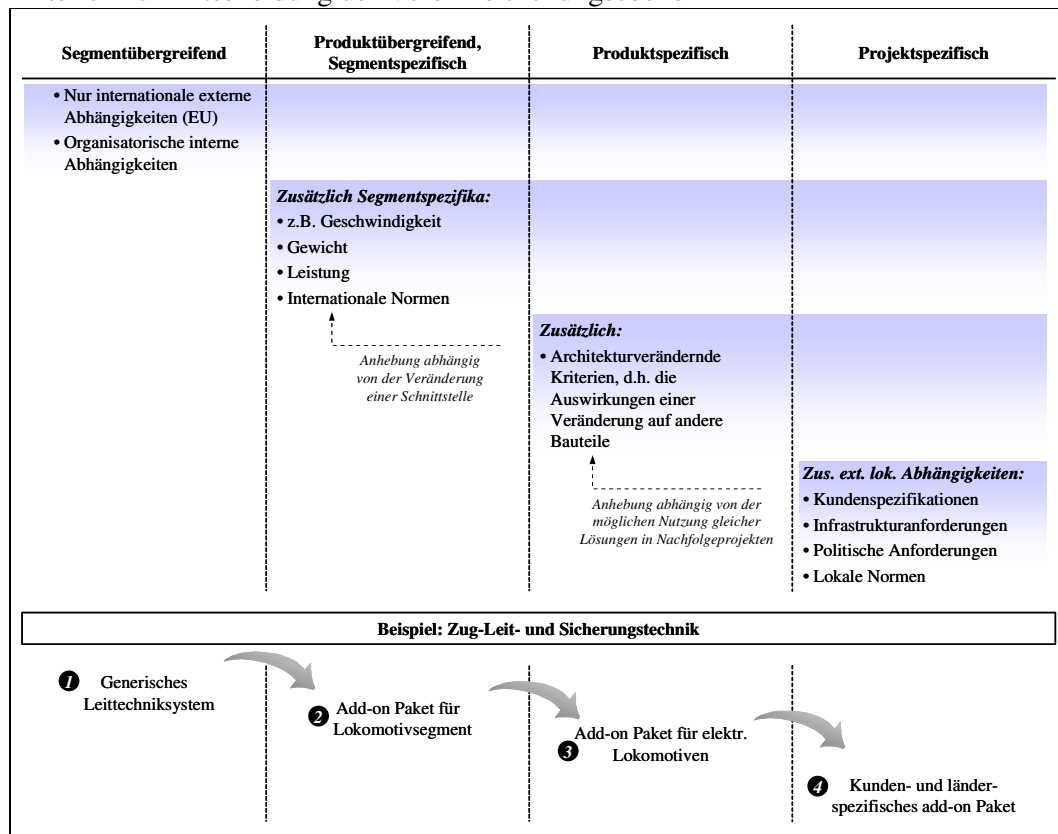 Segmentübergreifend
Produktübergreifend,
Segmentspezifisch
Produktspezifisch
Projektspezifisch
• Nur internationale externe
Abhängigkeiten (EU)
• Organisatorische interne
Abhängigkeiten
Zusätzlich Segmentspezifika:
• z.B. Geschwindigkeit
• Gewicht
• Leistung
• Internationale Normen
Anhebung abhängig
von der Veränderung
einer Schnittstelle
Zusätzlich:
• Architekturverändernde
Kriterien, d.h. die
Auswirkungen einer
Veränderung auf andere
Bauteile
Anhebung abhängig von der
möglichen Nutzung gleicher
Lösungen in Nachfolgeprojekten
Zus. ext. lok. Abhängigkeiten:
• Kundenspezifikationen
• Infrastrukturanforderungen
• Politische Anforderungen
• Lokale Normen
Beispiel: Zug-Leit- und Sicherungstechnik
1 Generisches
Leittechniksystem
2 Add-on Paket für
Lokomotivsegment
3 Add-on Paket für elektr.
Lokomotiven
4 Kunden- und länder-
spezifisches add-on Paket